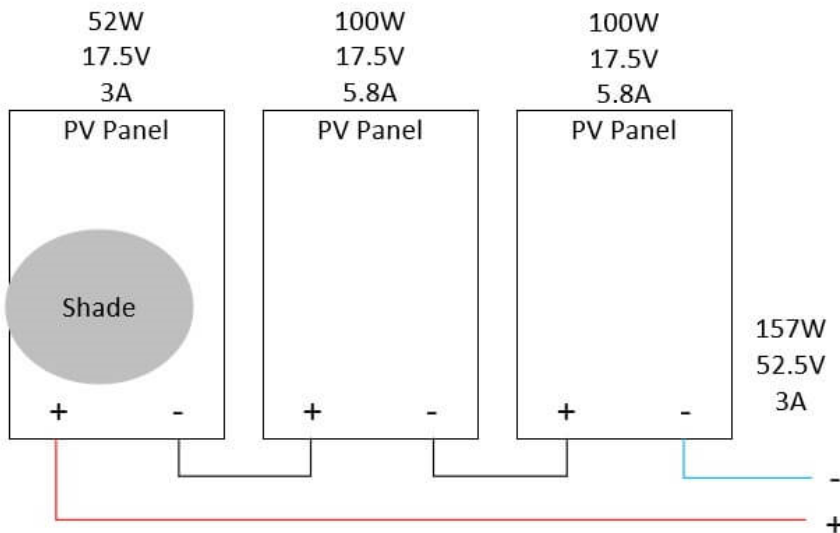 52W
17.5V
3A
100W
17.5V
5.8A
100W
17.5V
5.8A
PV Panel
PV Panel
PV Panel
Shade
157W
52.5V
3A
+ -
+ -
+ -
-
+